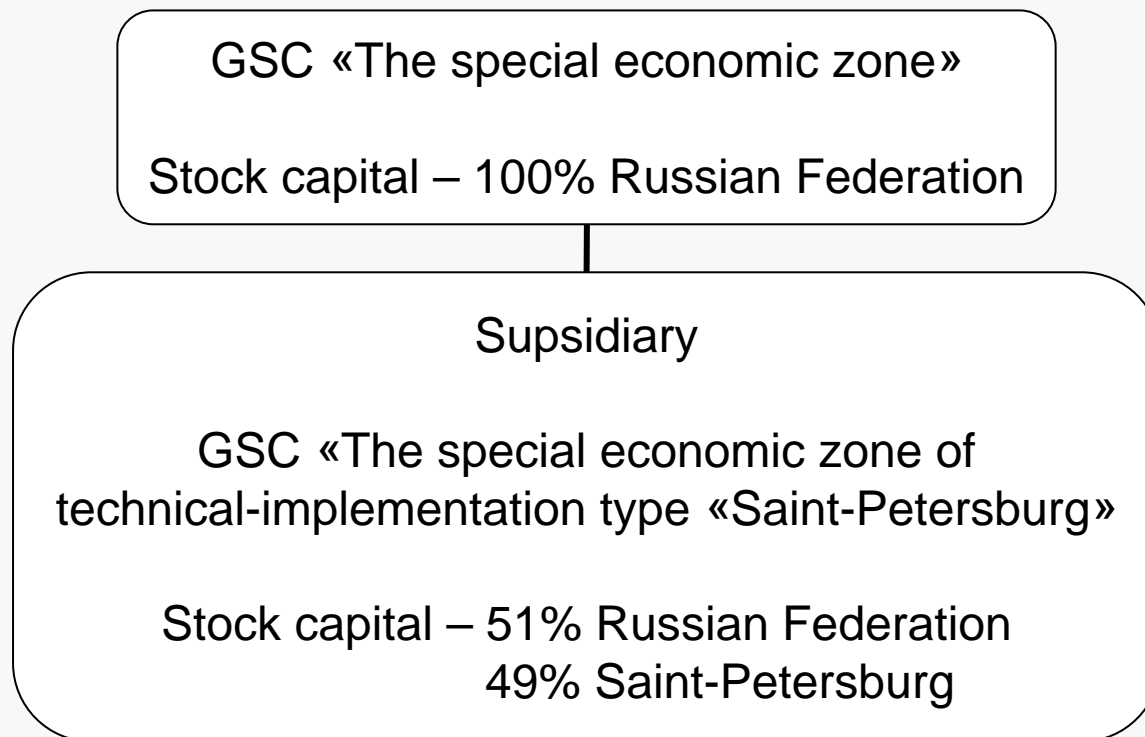 GSC «The special economic zone»
Stock capital – 100% Russian Federation
Supsidiary
GSC «The special economic zone of
technical-implementation type «Saint-Petersburg»
Stock capital – 51% Russian Federation
49% Saint-Petersburg